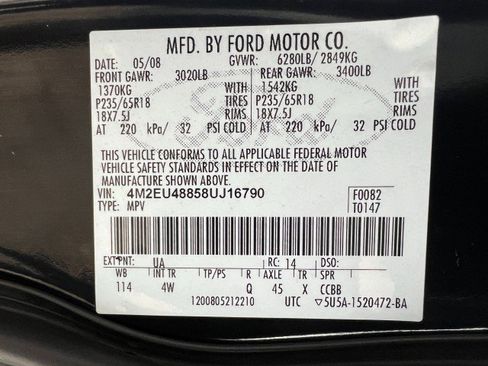 MFD. BY FORD MOTOR CO.
DATE: 05/08 GVWR: 6280LB/ 2849KG
FRONT GAWR: 3020LB REAR GAWR: 3400LB
1370KG WITH 1542KG WITH
P235/65R18 TIRES P235/65R18 TIRES
18X7.5J RIMS 18X7.5J RIMS
AT 220 kPa/ 32 PSI COLD AT 220 kPa/ 32 PSI COLD
THIS VEHICLE CONFORMS TO ALL APPLICABLE FEDERAL MOTOR
VEHICLE SAFETY STANDARDS IN EFFECT ON THE DATE OF
MANUFACTURE SHOWN ABOVE.
VIN: 4M2EU48858UJ16790 F0082
TYPE: MPV T0147
EXT PNT: UA RC: 14 DSO:
WB INT TR TP/PS R AXLE TR SPR
114 4W Q 45 X CCBB
1200805212210 UTC ▽5U5A-1520472-BA